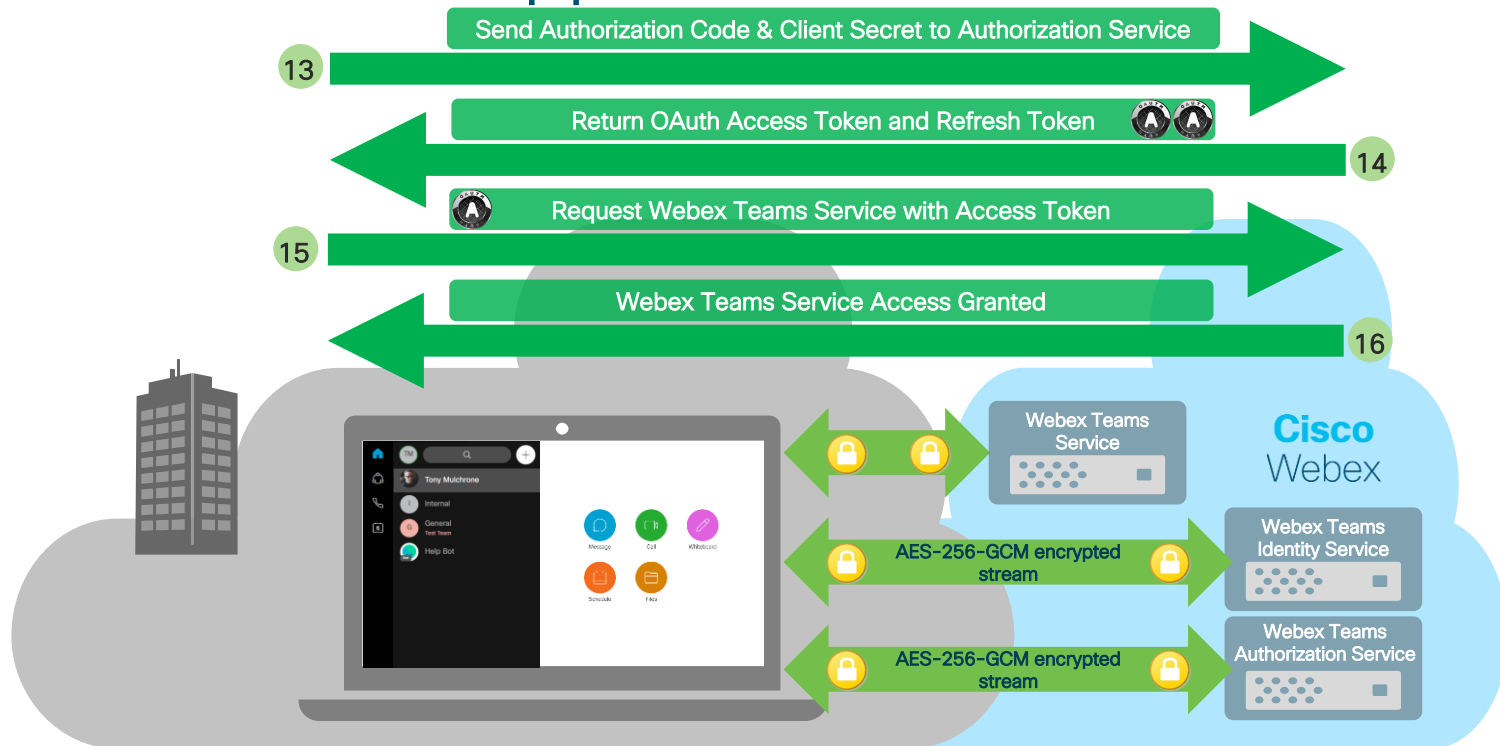 Send Authorization Code & Client Secret to Authorization Service
13
Return OAuth Access Token and Refresh Token
14
Request Webex Teams Service with Access Token
15
Webex Teams Service Access Granted
16
Webex Teams
Service
Cisco
Webex
TM
Tony Mulchrone
I
Internal
G
General
Test Team
Help Bot
Message
Call
Whiteboard
Schedule
Files
AES-256-GCM encrypted
stream
Webex Teams
Identity Service
AES-256-GCM encrypted
stream
Webex Teams
Authorization Service